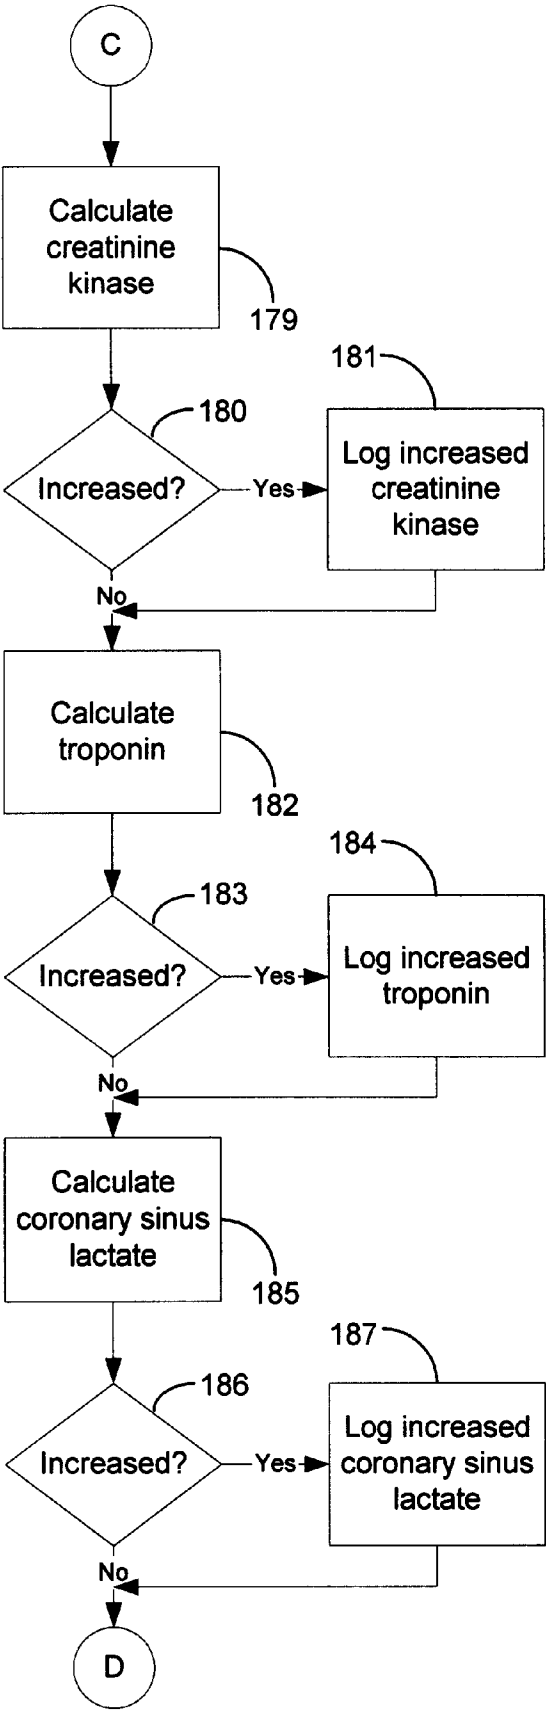 C
Calculate
creatinine
kinase
179
180
181
Increased?
Yes
Log increased
creatinine
kinase
No
Calculate
troponin
182
183
184
Increased?
Yes
Log increased
troponin
No
Calculate
coronary sinus
lactate
185
186
187
Increased?
Yes
Log increased
coronary sinus
lactate
No
D